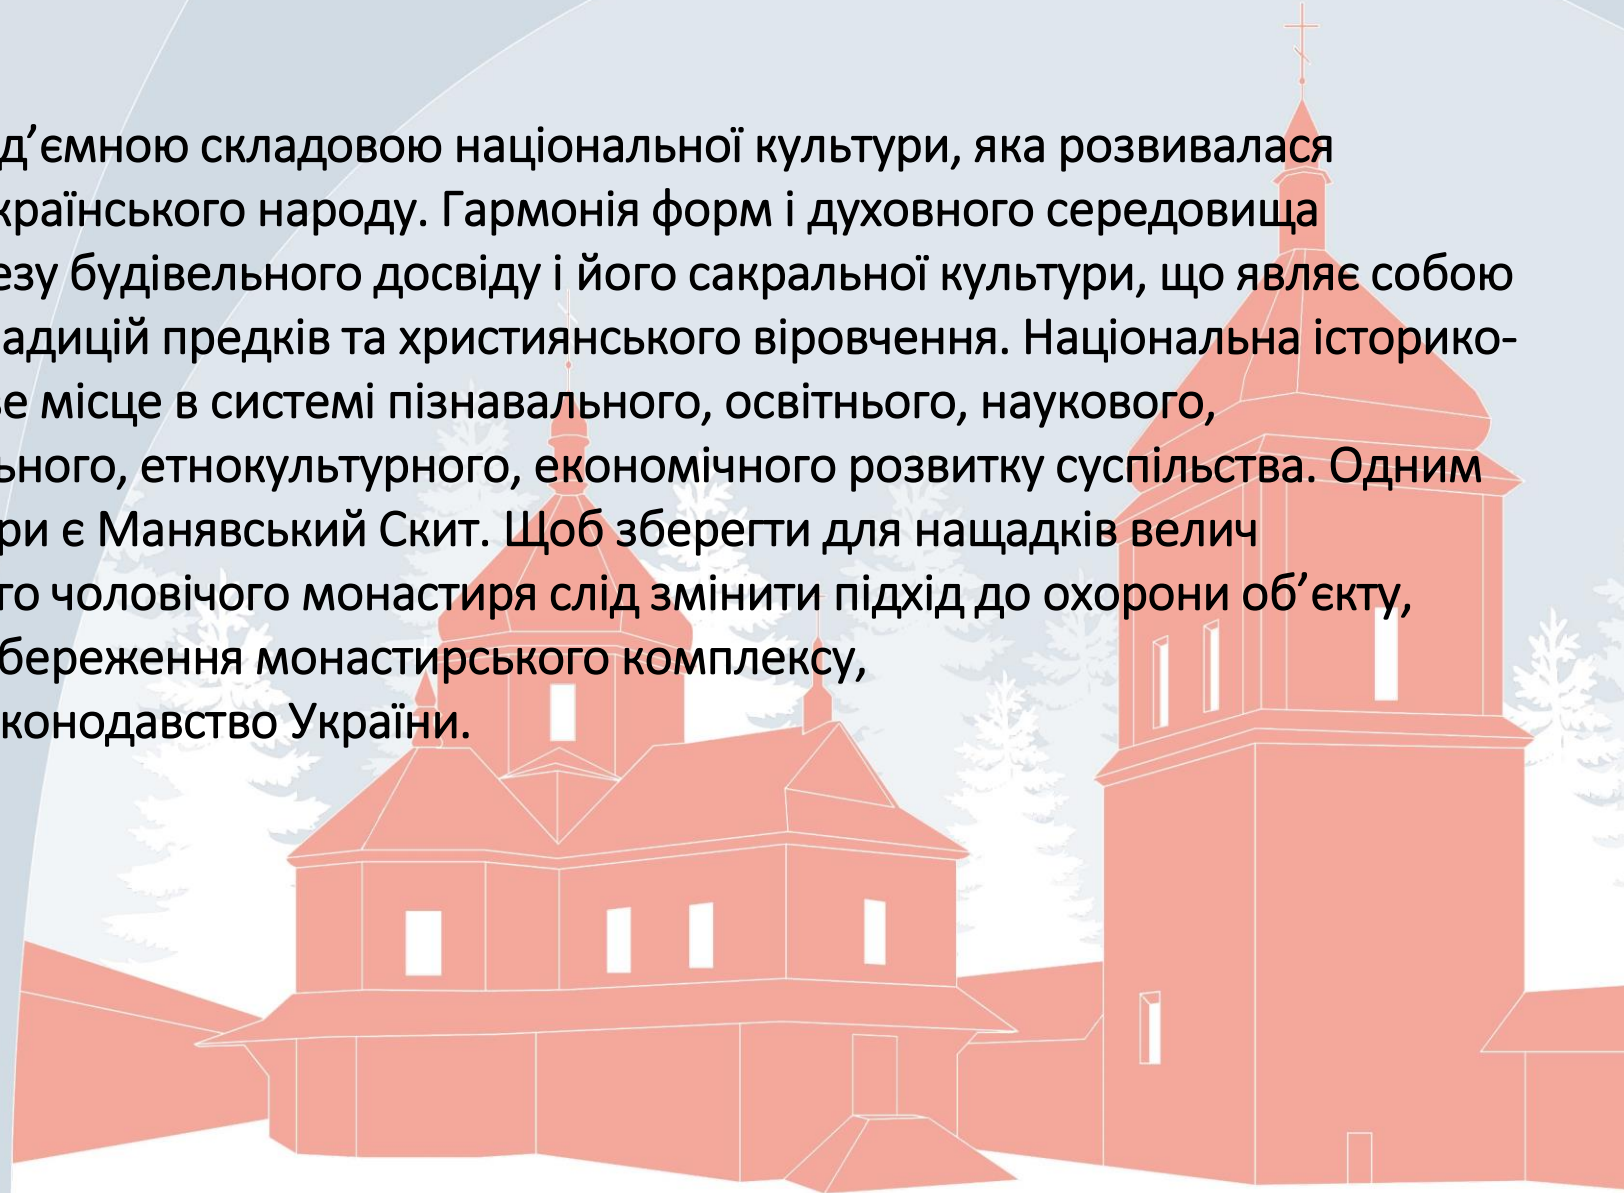 д’ємною складовою національної культури, яка розвивалася
країнського народу. Гармонія форм і духовного середовища
езу будівельного досвіду і його сакральної культури, що являє собою
адицій предків та християнського віровчення. Національна історико-
ве місце в системі пізнавального, освітнього, наукового,
ьного, етнокультурного, економічного розвитку суспільства. Одним
ри є Манявський Скит. Щоб зберегти для нащадків велич
го чоловічого монастиря слід змінити підхід до охорони об’єкту,
береження монастирського комплексу,
конодавство України.